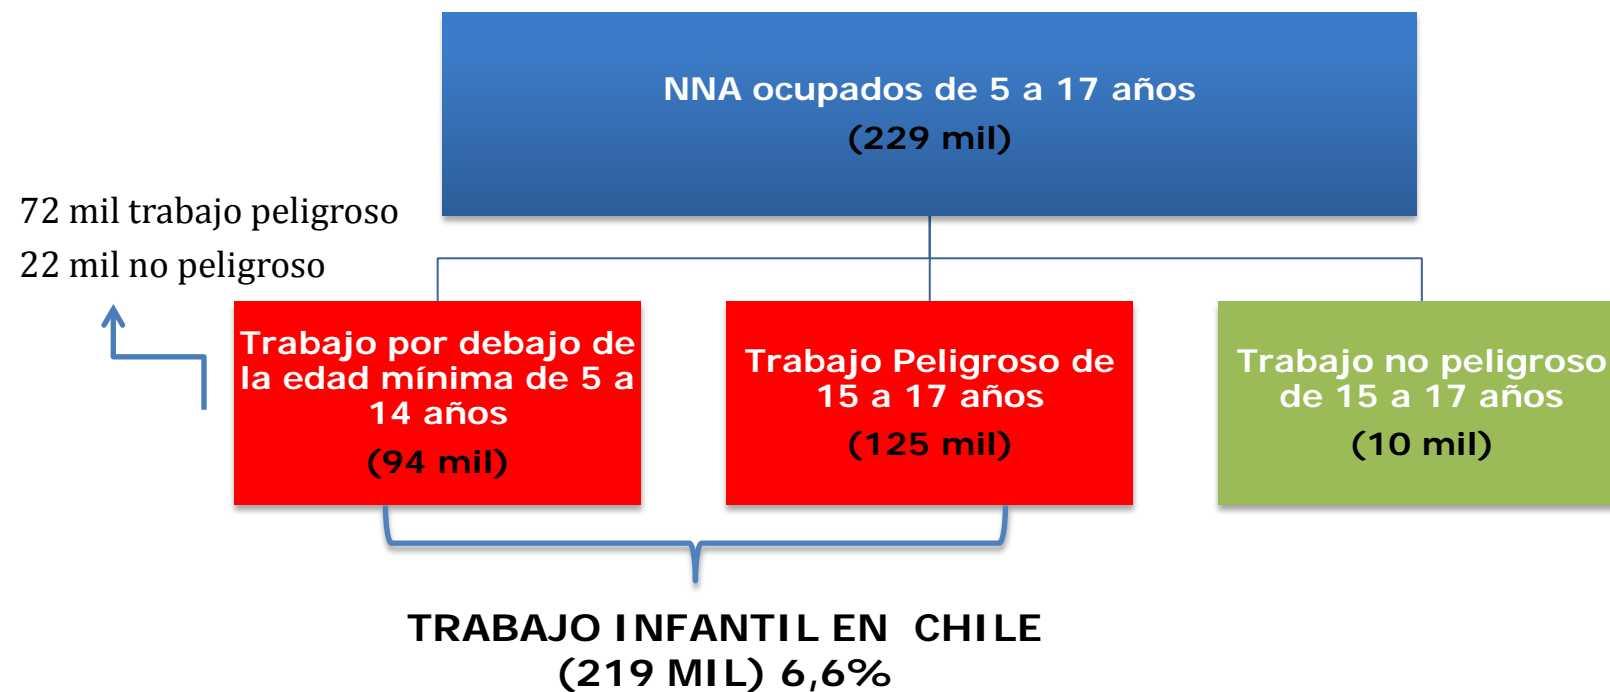 NNA ocupados de 5 a 17 años
(229 mil)
72 mil trabajo peligroso
22 mil no peligroso
Trabajo por debajo de
la edad mínima de 5 a
14 años
(94 mil)
Trabajo Peligroso de
15 a 17 años
(125 mil)
Trabajo no peligroso
de 15 a 17 años
(10 mil)
TRABAJO INFANTIL EN CHILE
(219 MIL) 6,6%